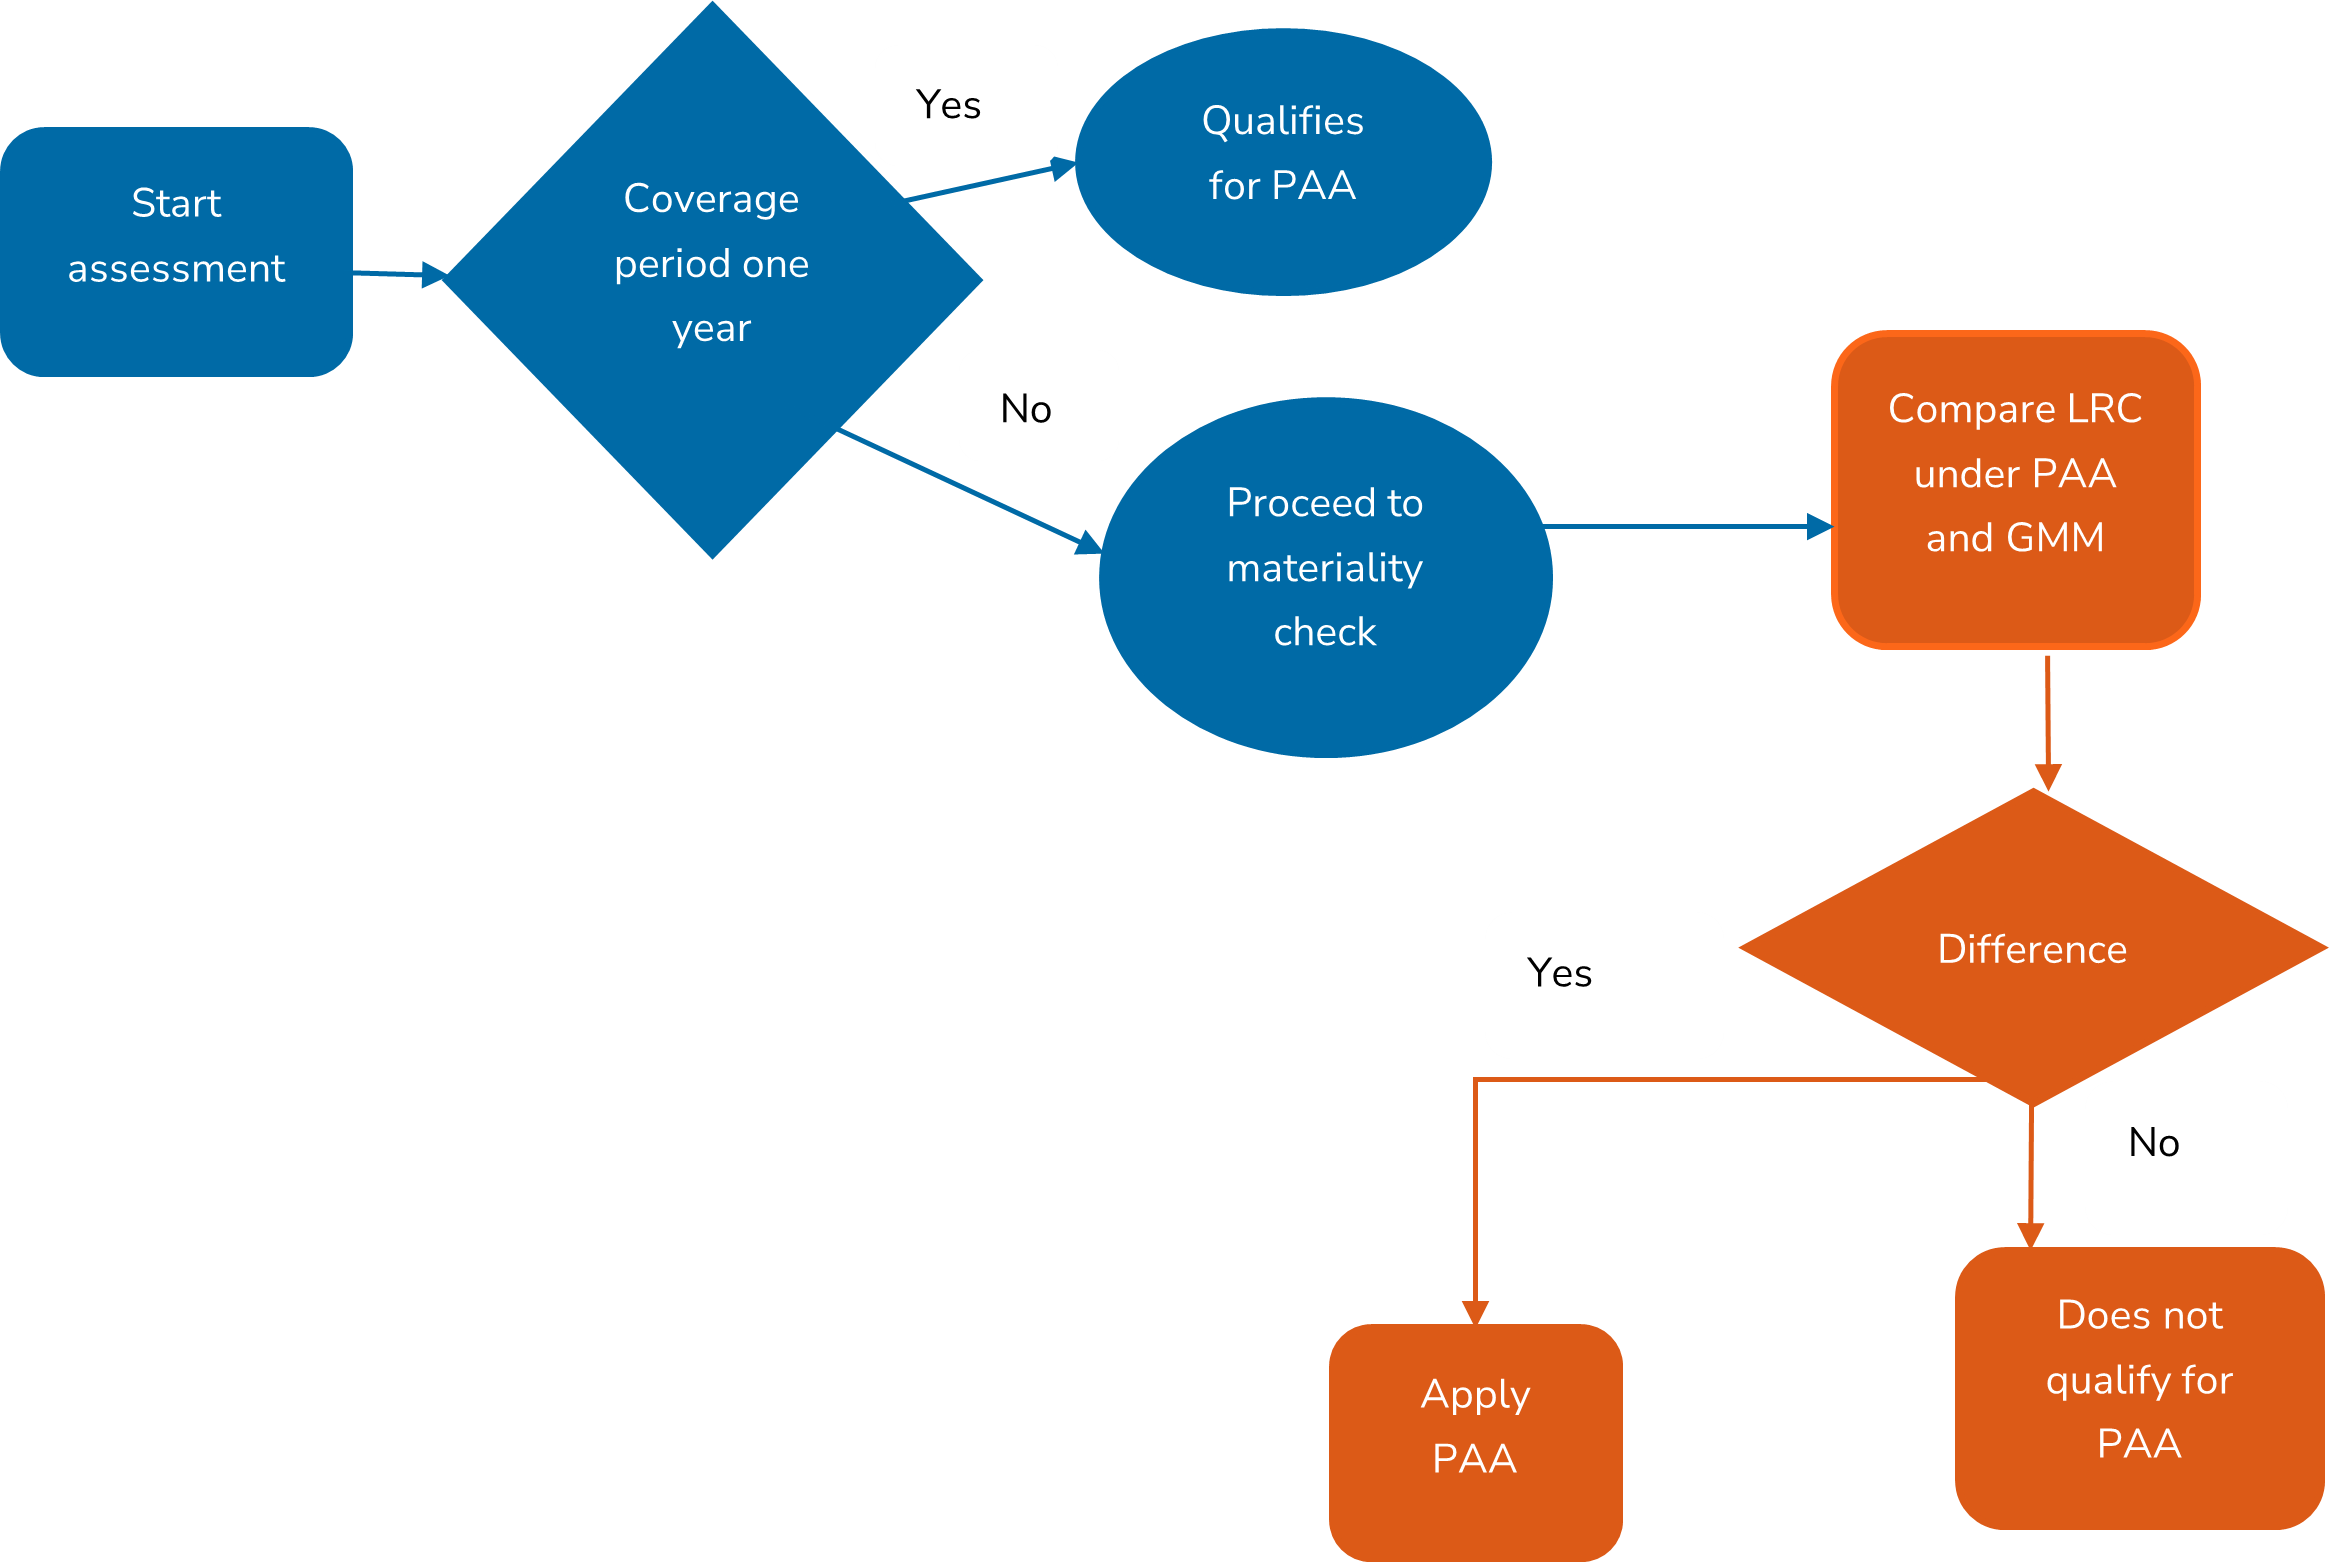 Start
assessment
Coverage
period one
year
Yes
Qualifies
for PAA
No
Proceed to
materiality
check
Compare LRC
under PAA
and GMM
Difference
Yes
No
Apply
PAA
Does not
qualify for
PAA